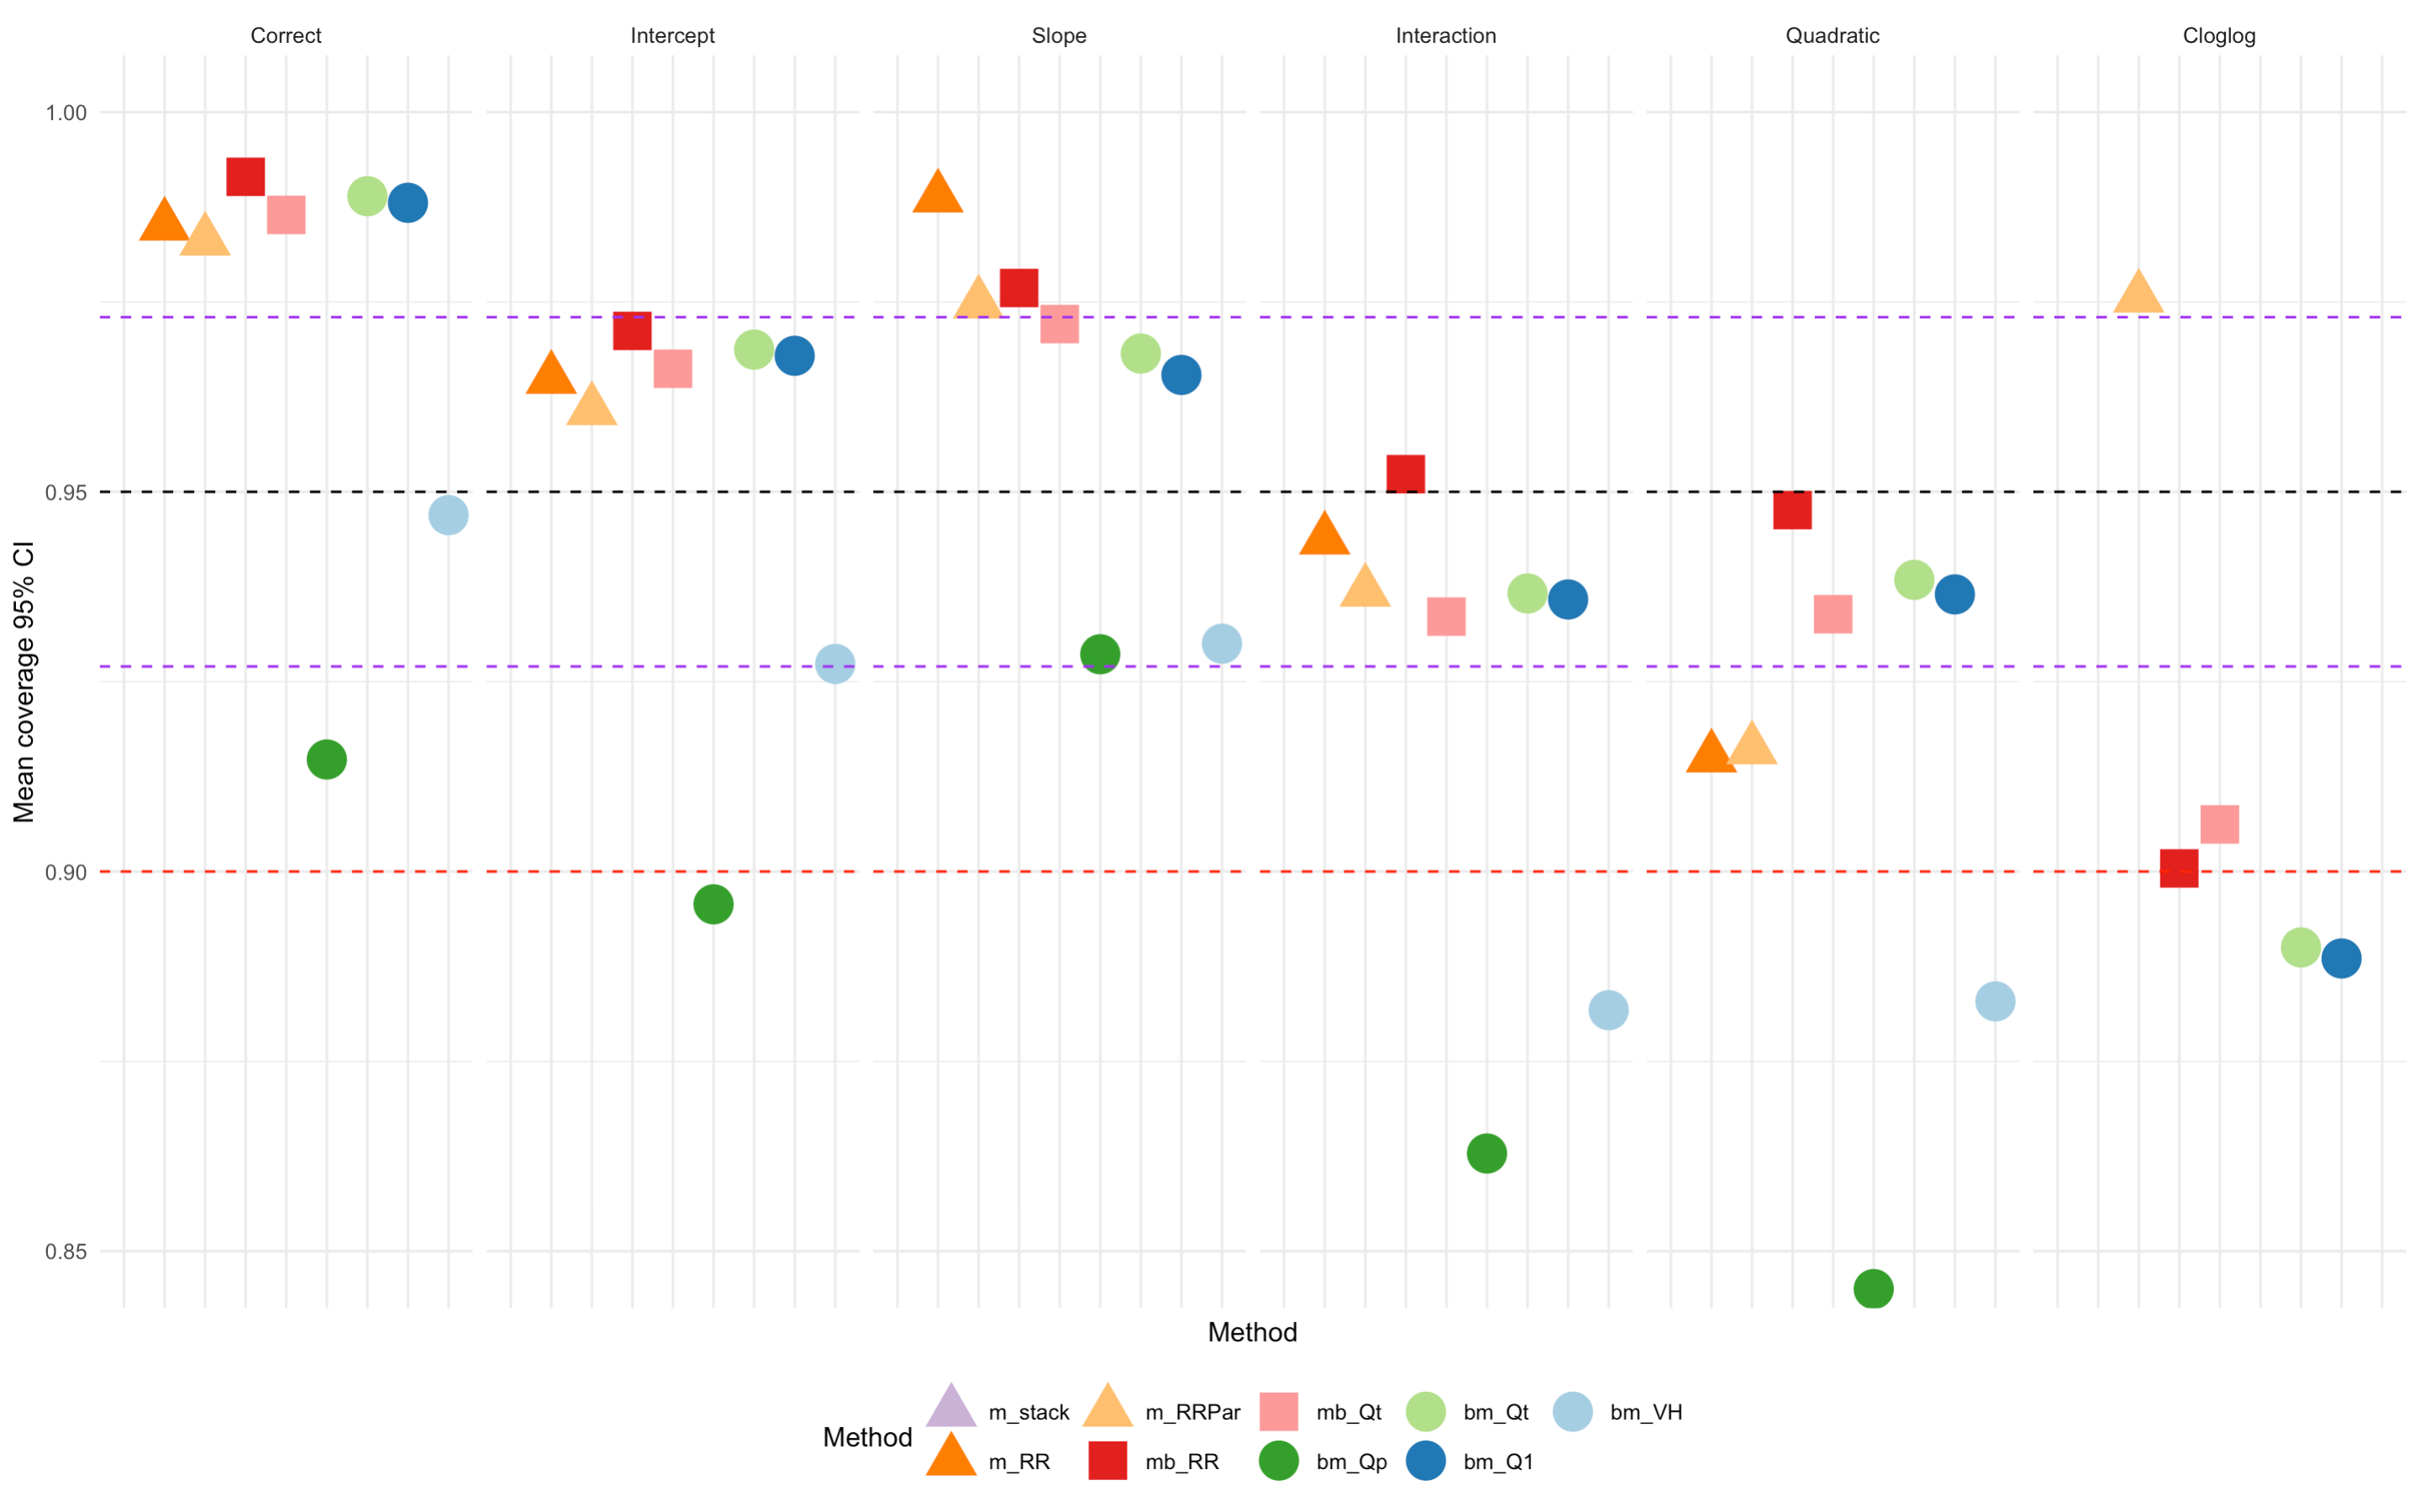 Correct Intercept Slope Interaction Quadratic Cloglog
1.00
0.95
0.90
0.85
Mean coverage 95% CI
Method
Method
m_stack m_RRPar mb_Qt bm_Qt bm_VH
m_RR mb_RR bm_Qp bm_Q1